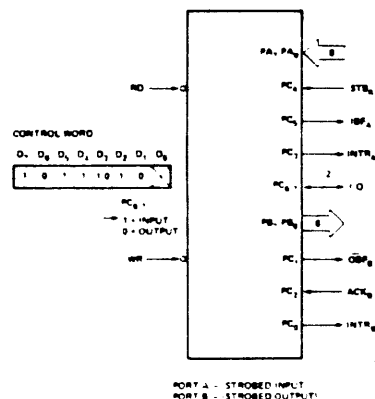 PA7 PA0
8
RD
PC4
STBA
CONTROL WORD
PC5
IBFA
D7 D6 D5 D4 D3 D2 D1 D0
PC3
INTRA
1 0 1 1 1/0 1 0
2
PC6, 7
I/O
PC6, 7
1 = INPUT
0 = OUTPUT
PB7 PB0
8
WR
PC1
OBFB
PC2
ACKB
PC0
INTRB
PORT A - (STROBED INPUT)
PORT B - (STROBED OUTPUT)